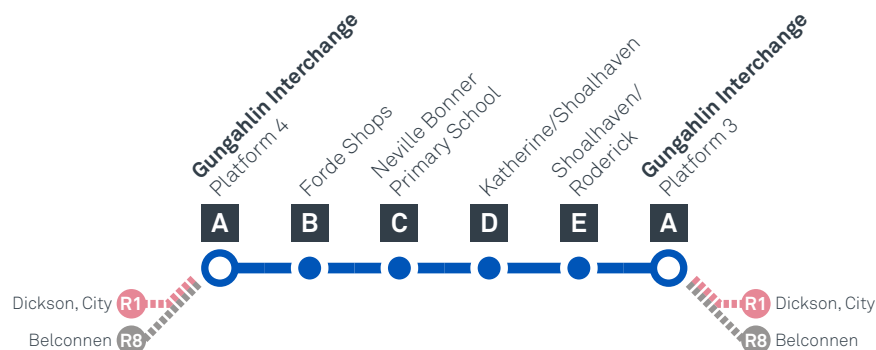 Gungahlin Interchange
Platform 4
Forde Shops
Neville Bonner
Primary School
Katherine/Shoalhaven
Shoalhaven/
Roderick
Gungahlin Interchange
Platform 3
A
B
C
D
E
A
Dickson, City R1
R1 Dickson, City
Belconnen R8
R8 Belconnen